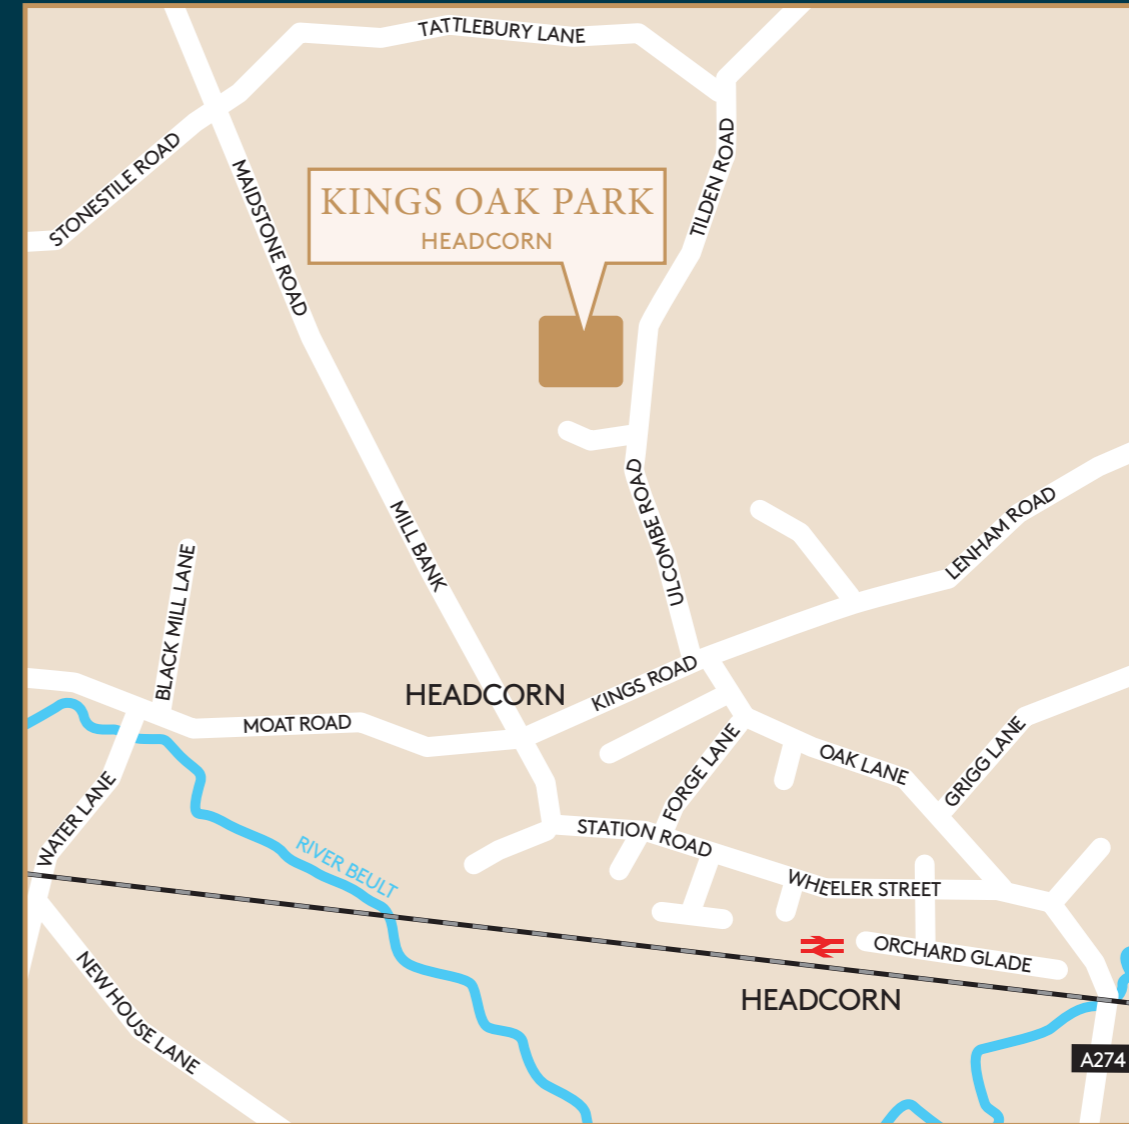 TATTLEBURY LANE
STONESTILE ROAD
MAIDSTONE ROAD
TILDEN ROAD
KINGS OAK PARK
HEADCORN
MILL BANK
ULCOMBE ROAD
LENHAM ROAD
BLACK MILL LANE
HEADCORN
KINGS ROAD
MOAT ROAD
FORGE LANE
OAK LANE
GRIGG LANE
WATER LANE
STATION ROAD
RIVER BEULT
WHEELER STREET
ORCHARD GLADE
HEADCORN
NEW HOUSE LANE
A274